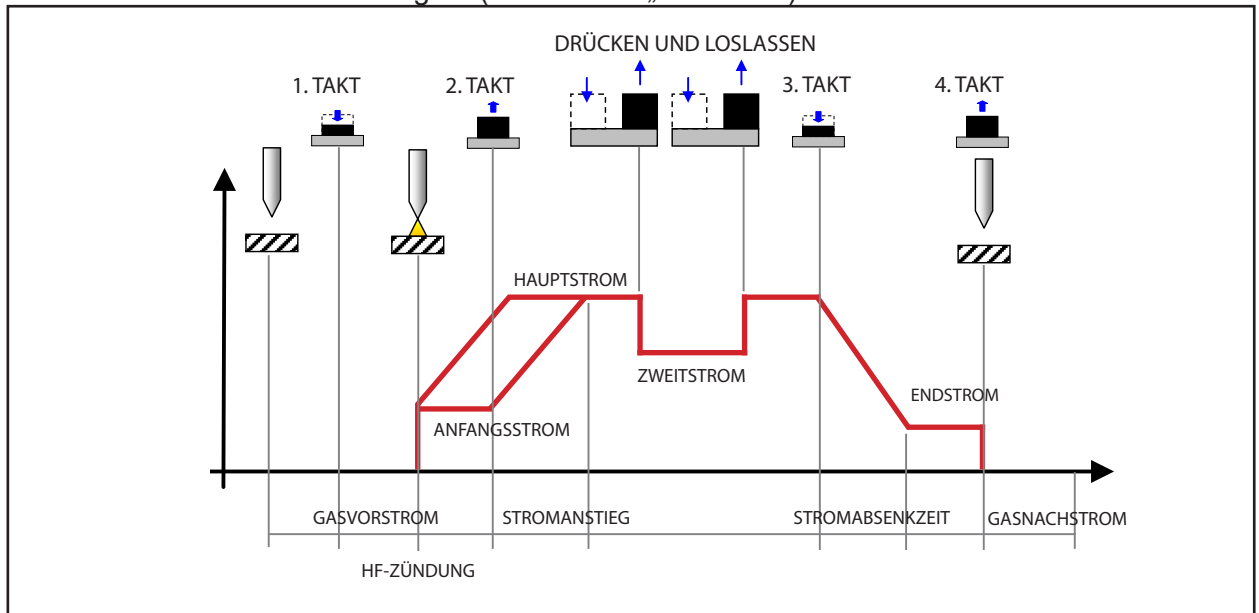 DRÜCKEN UND LOSLASSEN
1. TAKT
2. TAKT
3. TAKT
4. TAKT
HAUPTSTROM
ZWEITSTROM
ENDSTROM
ANFANGSSTROM
GASVORSTROM
STROMANSTIEG
STROMABSENKZEIT
GASNACHSTROM
HF-ZÜNDUNG